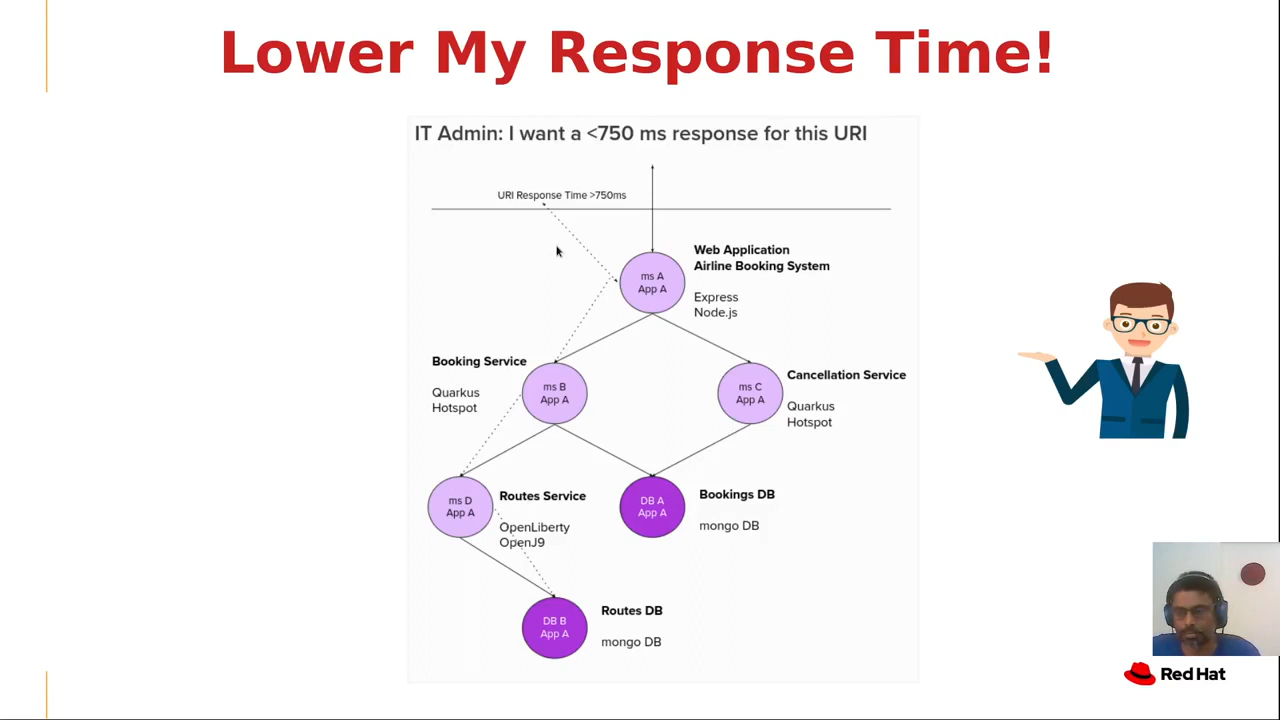 Lower My Response Time!
IT Admin: I want a <750 ms response for this URI
URI Response Time >750ms
ms A
App A
Web Application
Airline Booking System
Express
Node.js
Booking Service
Quarkus
Hotspot
ms B
App A
ms C
App A
Cancellation Service
Quarkus
Hotspot
ms D
App A
Routes Service
OpenLiberty
OpenJ9
DB A
App A
Bookings DB
mongo DB
DB B
App A
Routes DB
mongo DB
Red Hat